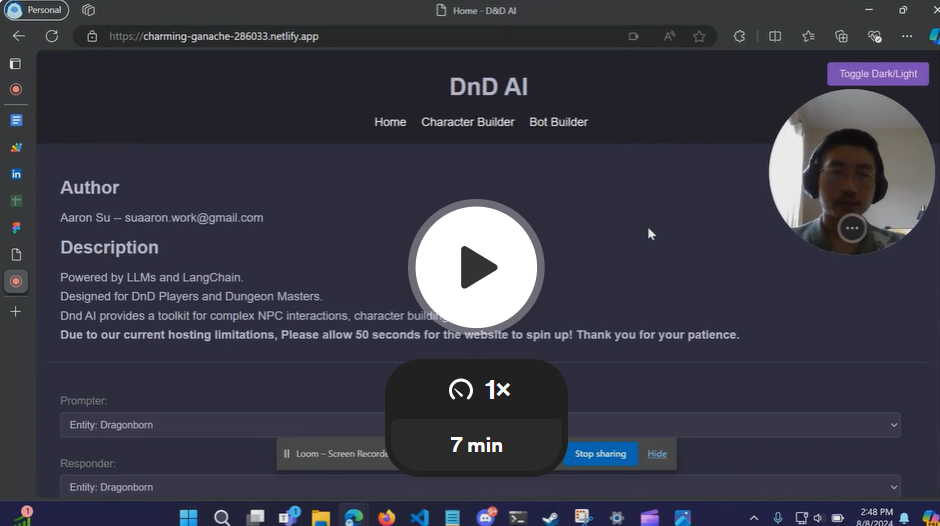 Personal
Home - D&D AI
https://charming-ganache-286033.netlify.app
DnD AI
Toggle Dark/Light
Home
Character Builder
Bot Builder
Author
Aaron Su -- suaaron.work@gmail.com
Description
Powered by LLMs and LangChain.
Designed for DnD Players and Dungeon Masters.
Dnd AI provides a toolkit for complex NPC interactions, character building
Due to our current hosting limitations, Please allow 50 seconds for the website to spin up! Thank you for your patience.
1×
7 min
Prompter:
Entity: Dragonborn
Loom – Screen Recorde
Stop sharing
Hide
Responder:
Entity: Dragonborn
2:48 PM
8/8/2024